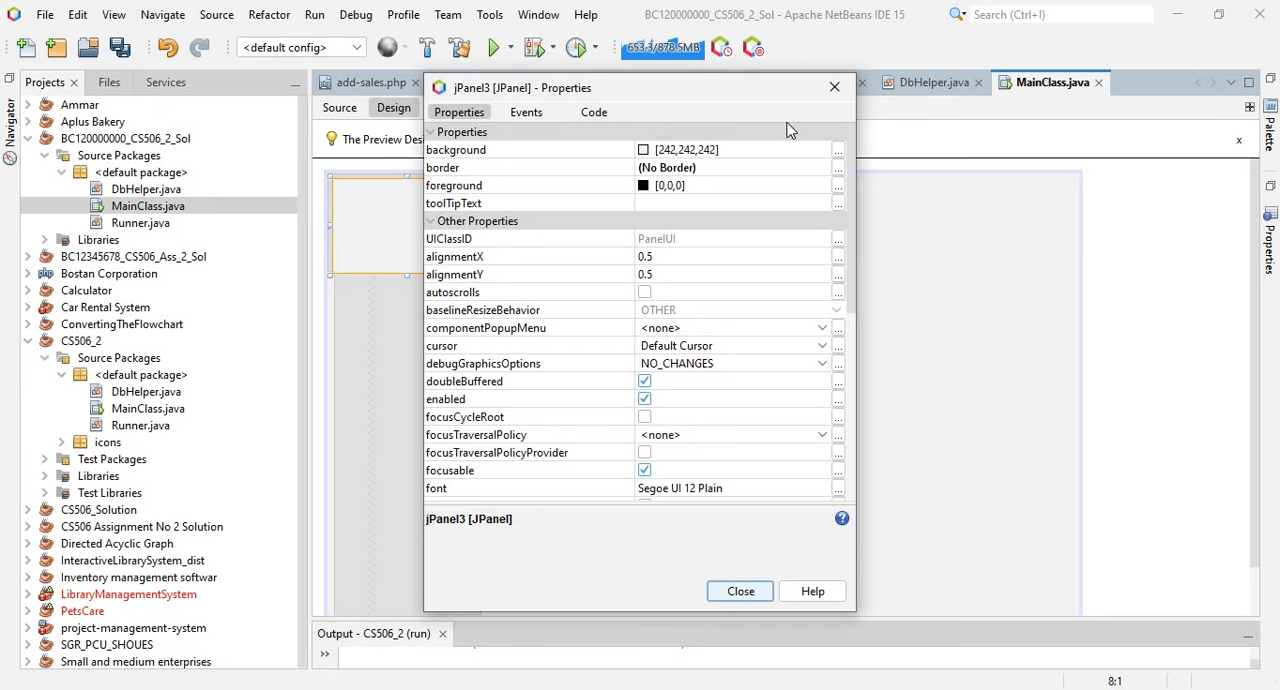 File Edit View Navigate Source Refactor Run Debug Profile Team Tools Window Help BC120000000_CS506_2_Sol - Apache NetBeans IDE 15 Search (Ctrl+I)
<default config> 653.3/878.5MB
Projects Files Services add-sales.php DbHelper.java MainClass.java
Navigator
Palette
Properties
Source Design
The Preview Des
x
Ammar
Aplus Bakery
BC120000000_CS506_2_Sol
Source Packages
<default package>
DbHelper.java
MainClass.java
Runner.java
Libraries
BC12345678_CS506_Ass_2_Sol
Bostan Corporation
Calculator
Car Rental System
ConvertingTheFlowchart
CS506_2
Source Packages
<default package>
DbHelper.java
MainClass.java
Runner.java
icons
Test Packages
Libraries
Test Libraries
CS506_Solution
CS506 Assignment No 2 Solution
Directed Acyclic Graph
InteractiveLibrarySystem_dist
Inventory management softwar
LibraryManagementSystem
PetsCare
project-management-system
SGR_PCU_SHOUES
Small and medium enterprises
jPanel3 [JPanel] - Properties
Properties Events Code
Properties
background [242,242,242] ...
border (No Border) ...
foreground [0,0,0] ...
toolTipText ...
Other Properties
UIClassID PanelUI ...
alignmentX 0.5 ...
alignmentY 0.5 ...
autoscrolls ...
baselineResizeBehavior OTHER
componentPopupMenu <none> ...
cursor Default Cursor ...
debugGraphicsOptions NO_CHANGES ...
doubleBuffered ...
enabled ...
focusCycleRoot ...
focusTraversalPolicy <none> ...
focusTraversalPolicyProvider ...
focusable ...
font Segoe UI 12 Plain ...
jPanel3 [JPanel]
Close Help
Output - CS506_2 (run)
8:1